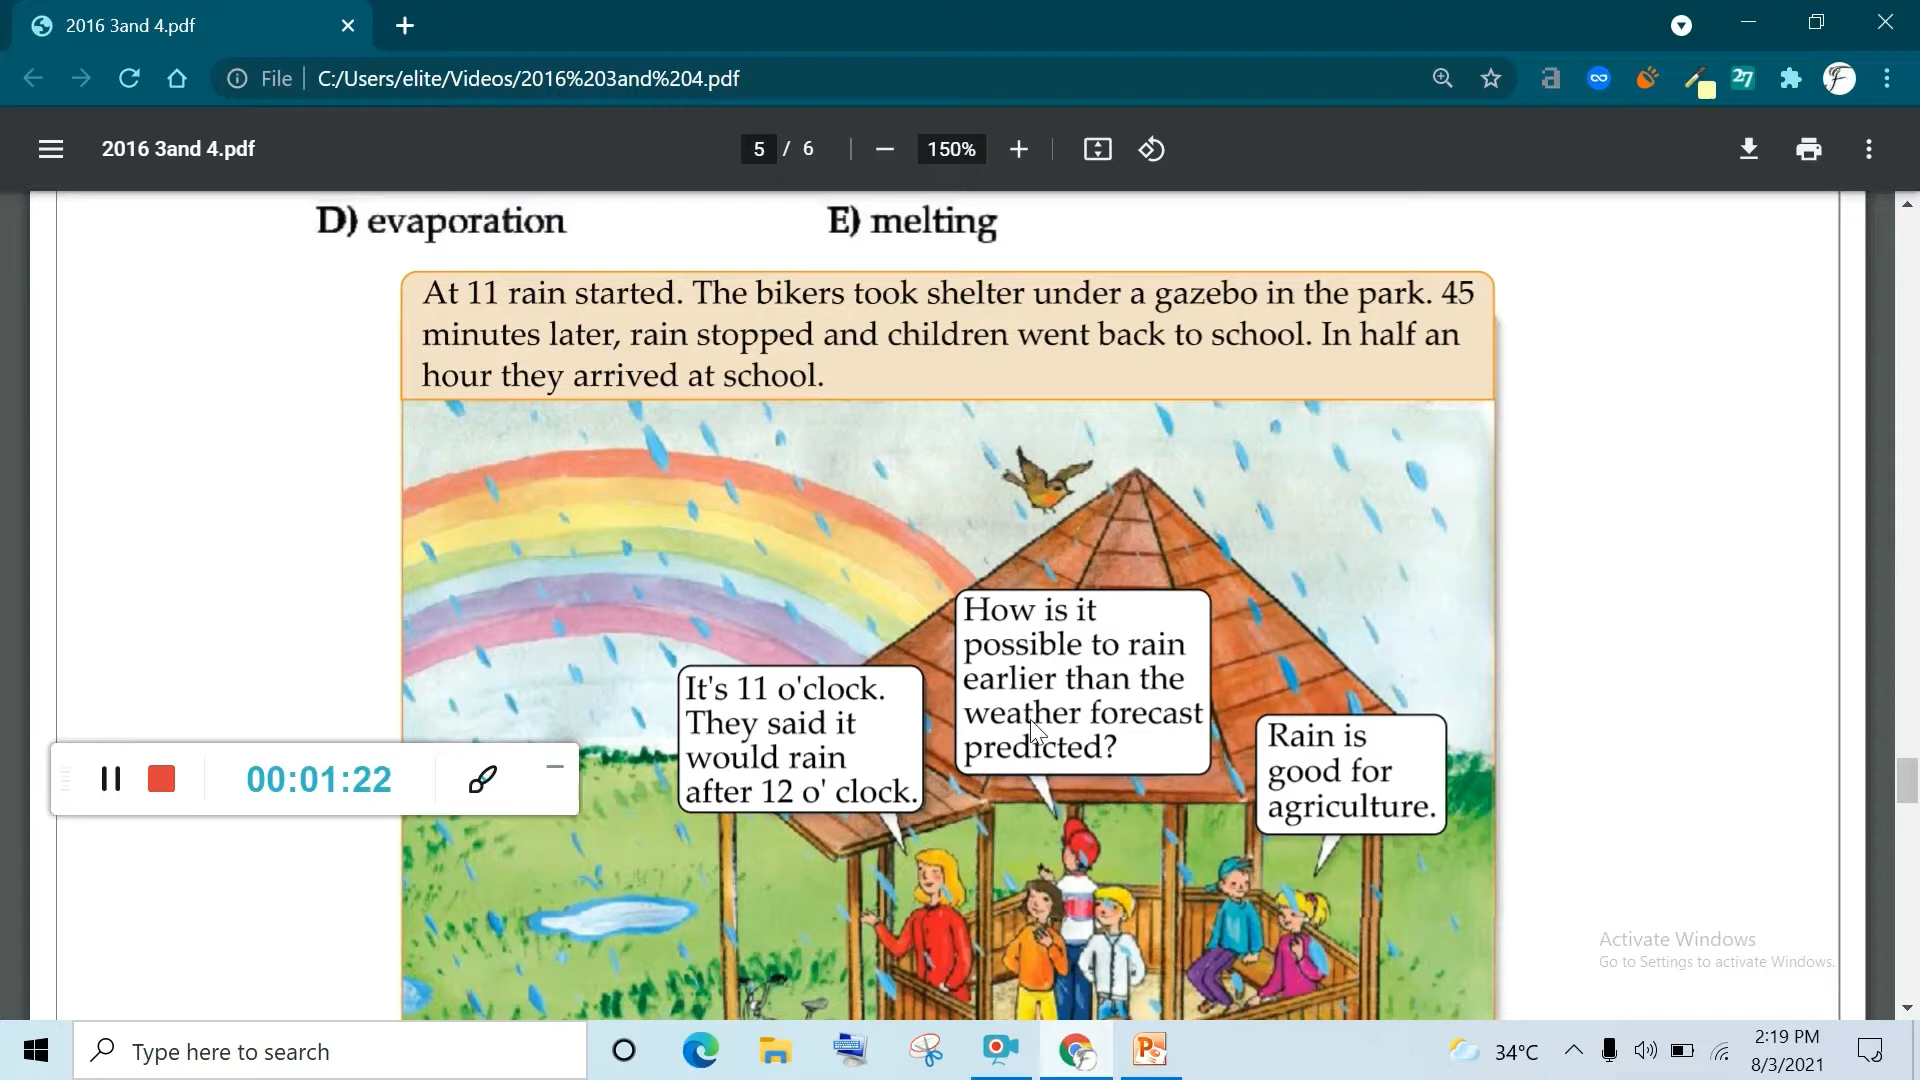 2016 3and 4.pdf
File
C:/Users/elite/Videos/2016%203and%204.pdf
27
2016 3and 4.pdf
5 / 6
150%
D) evaporation E) melting
At 11 rain started. The bikers took shelter under a gazebo in the park. 45
minutes later, rain stopped and children went back to school. In half an
hour they arrived at school.
It's 11 o'clock.
They said it
would rain
after 12 o' clock.
How is it
possible to rain
earlier than the
weather forecast
predicted?
Rain is
good for
agriculture.
00:01:22
Activate Windows
Go to Settings to activate Windows.
Type here to search
34°C
2:19 PM
8/3/2021